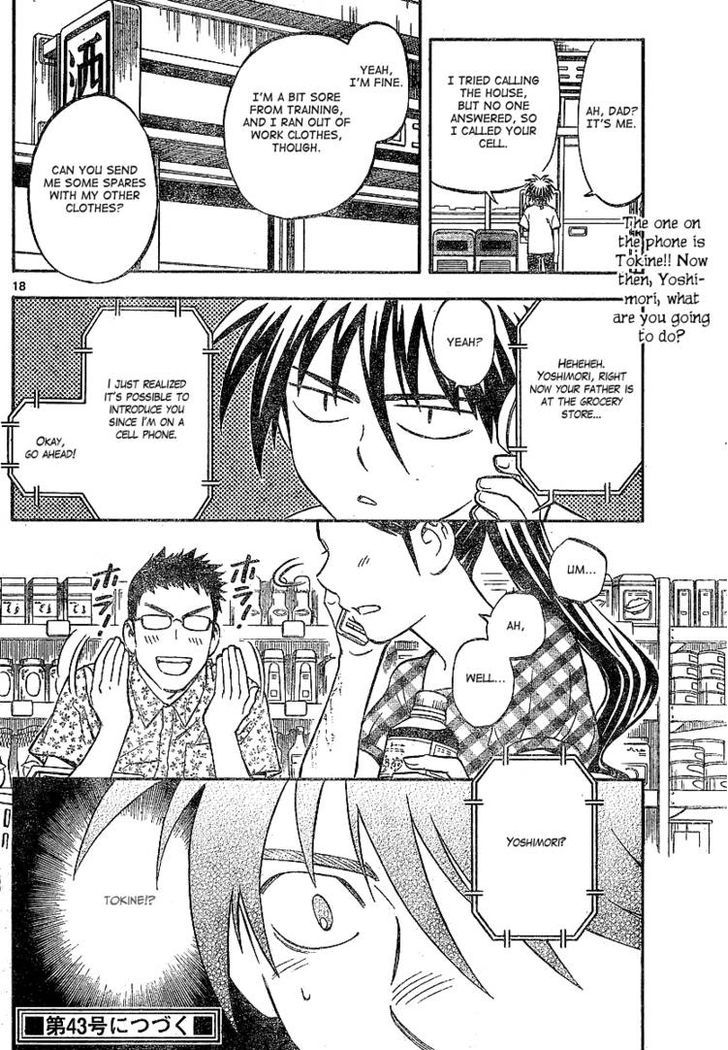 AH, DAD?
IT'S ME.
I TRIED CALLING
THE HOUSE,
BUT NO ONE
ANSWERED, SO
I CALLED YOUR
CELL.
YEAH,
I'M FINE.
I'M A BIT SORE
FROM TRAINING,
AND I RAN OUT OF
WORK CLOTHES,
THOUGH.
酒
CAN YOU SEND
ME SOME SPARES
WITH MY OTHER
CLOTHES?
The one on
the phone is
Tokine!! Now
then, Yoshi-
mori, what
are you going
to do?
18
HEHEHEH.
YOSHIMORI, RIGHT
NOW YOUR FATHER IS
AT THE GROCERY
STORE...
YEAH?
I JUST REALIZED
IT'S POSSIBLE TO
INTRODUCE YOU
SINCE I'M ON A
CELL PHONE.
OKAY,
GO AHEAD!
UM...
AH,
WELL...
ホラ!
ホラ!
YOSHIMORI?
TOKINE!?
■第43号につづく■